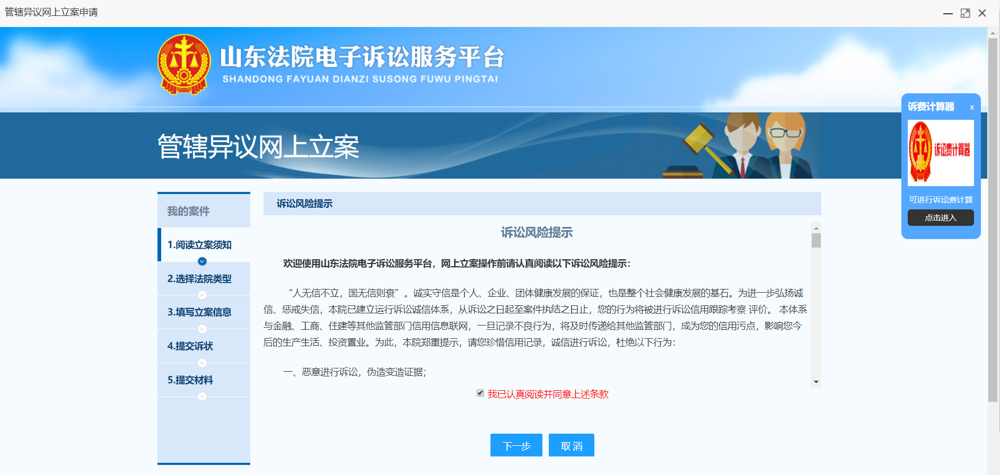 管辖异议网上立案申请
山东法院电子诉讼服务平台
SHANDONG FAYUAN DIANZI SUSONG FUWU PINGTAI
管辖异议网上立案
诉费计算器 x
诉讼费计算器
可进行诉讼费计算
点击进入
我的案件
1.阅读立案须知
2.选择法院类型
3.填写立案信息
4.提交诉状
5.提交材料
诉讼风险提示
诉讼风险提示
欢迎使用山东法院电子诉讼服务平台，网上立案操作前请认真阅读以下诉讼风险提示：
“人无信不立，国无信则衰”。诚实守信是个人、企业、团体健康发展的保证，也是整个社会健康发展的基石。为进一步弘扬诚
信、惩戒失信，本院已建立运行诉讼诚信体系，从诉讼之日起至案件执结之日止，您的行为将被进行诉讼信用跟踪考察 评价。 本体系
与金融、工商、住建等其他监管部门信用信息联网，一旦记录不良行为，将及时传递给其他监管部门，成为您的信用污点，影响您今
后的生产生活、投资置业。为此，本院郑重提示，请您珍惜信用记录，诚信进行诉讼，杜绝以下行为：
一、恶意进行诉讼，伪造变造证据；
我已认真阅读并同意上述条款
下一步
取 消